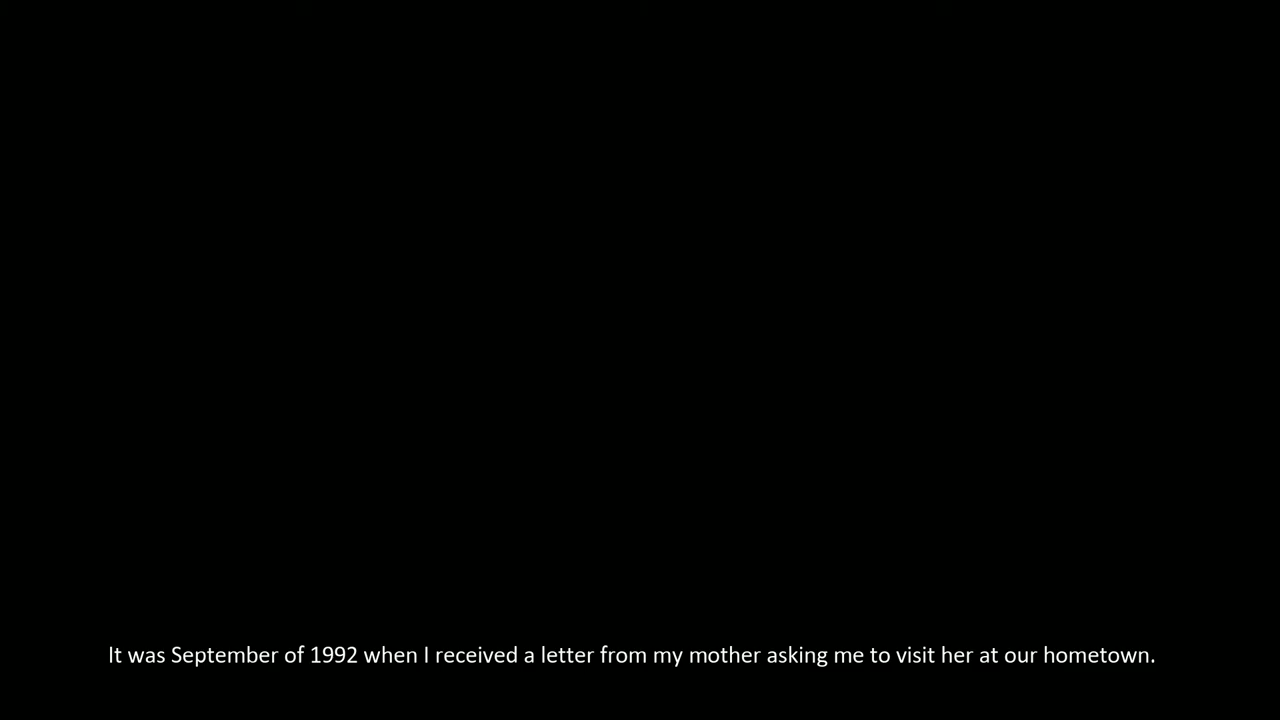 It was September of 1992 when I received a letter from my mother asking me to visit her at our hometown.